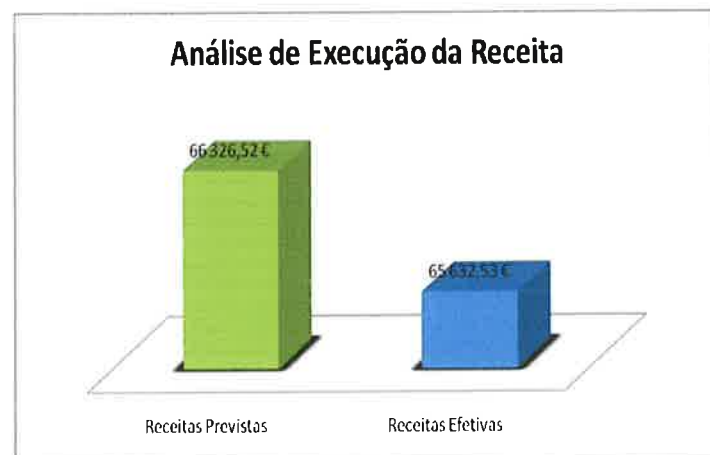 Análise de Execução da Receita
66 326,52 €
65 632,53 €
Receitas Previstas
Receitas Efetivas